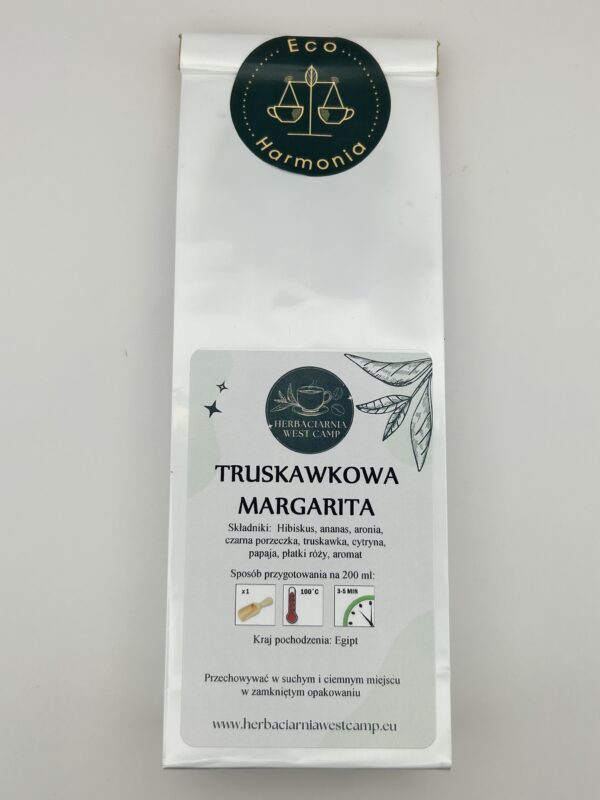 Eco
Harmonia
HERBACIARNIA
WEST CAMP
TRUSKAWKOWA
MARGARITA
Składniki: Hibiskus, ananas, aronia,
czarna porzeczka, truskawka, cytryna,
papaja, płatki róży, aromat
Sposób przygotowania na 200 ml:
x1 100°C 3-5 MIN
Kraj pochodzenia: Egipt
Przechowywać w suchym i ciemnym miejscu
w zamkniętym opakowaniu
www.herbaciarniawestcamp.eu